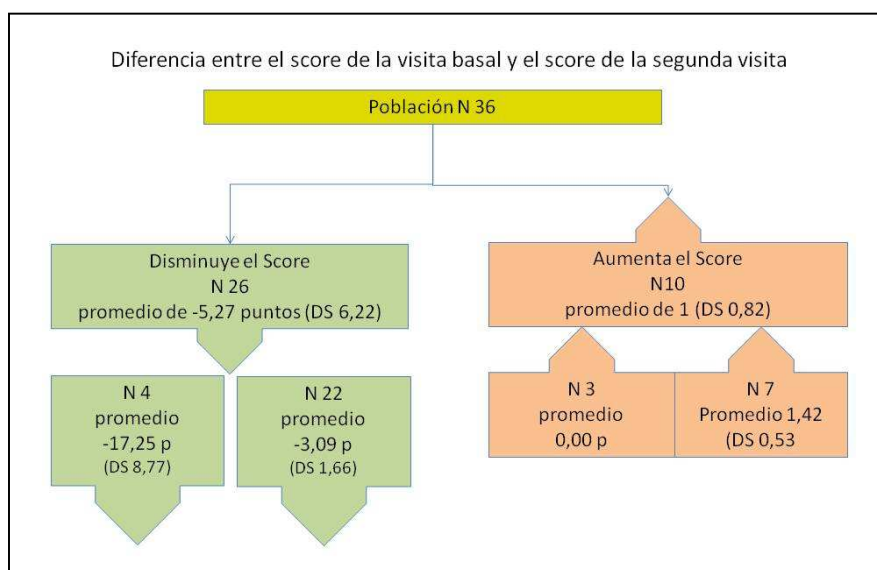 Diferencia entre el score de la visita basal y el score de la segunda visita
Población N 36
Disminuye el Score
N 26
promedio de -5,27 puntos (DS 6,22)
Aumenta el Score
N10
promedio de 1 (DS 0,82)
N 4
promedio
-17,25 p
(DS 8,77)
N 22
promedio
-3,09 p
(DS 1,66)
N 3
promedio
0,00 p
N 7
Promedio 1,42
(DS 0,53